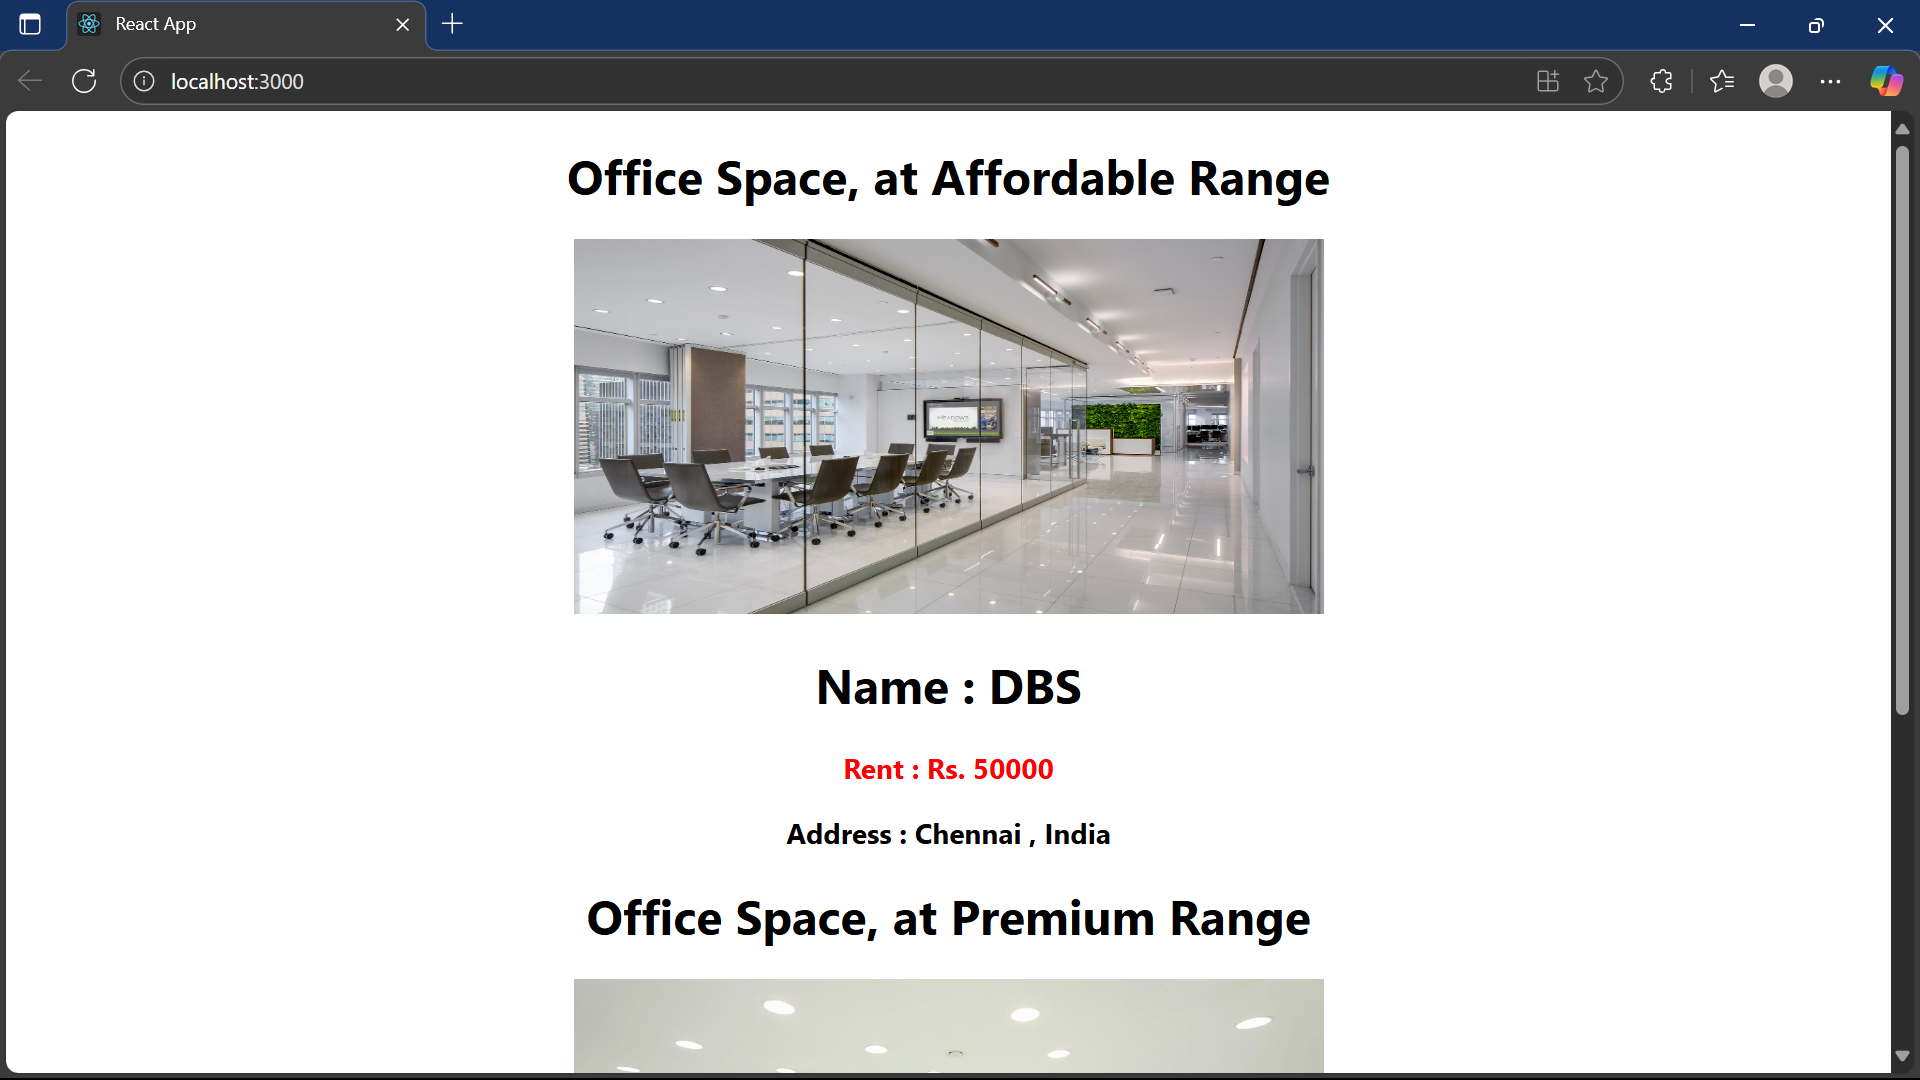 React App
localhost:3000
Office Space, at Affordable Range
MEADOWS
Name : DBS
Rent : Rs. 50000
Address : Chennai , India
Office Space, at Premium Range